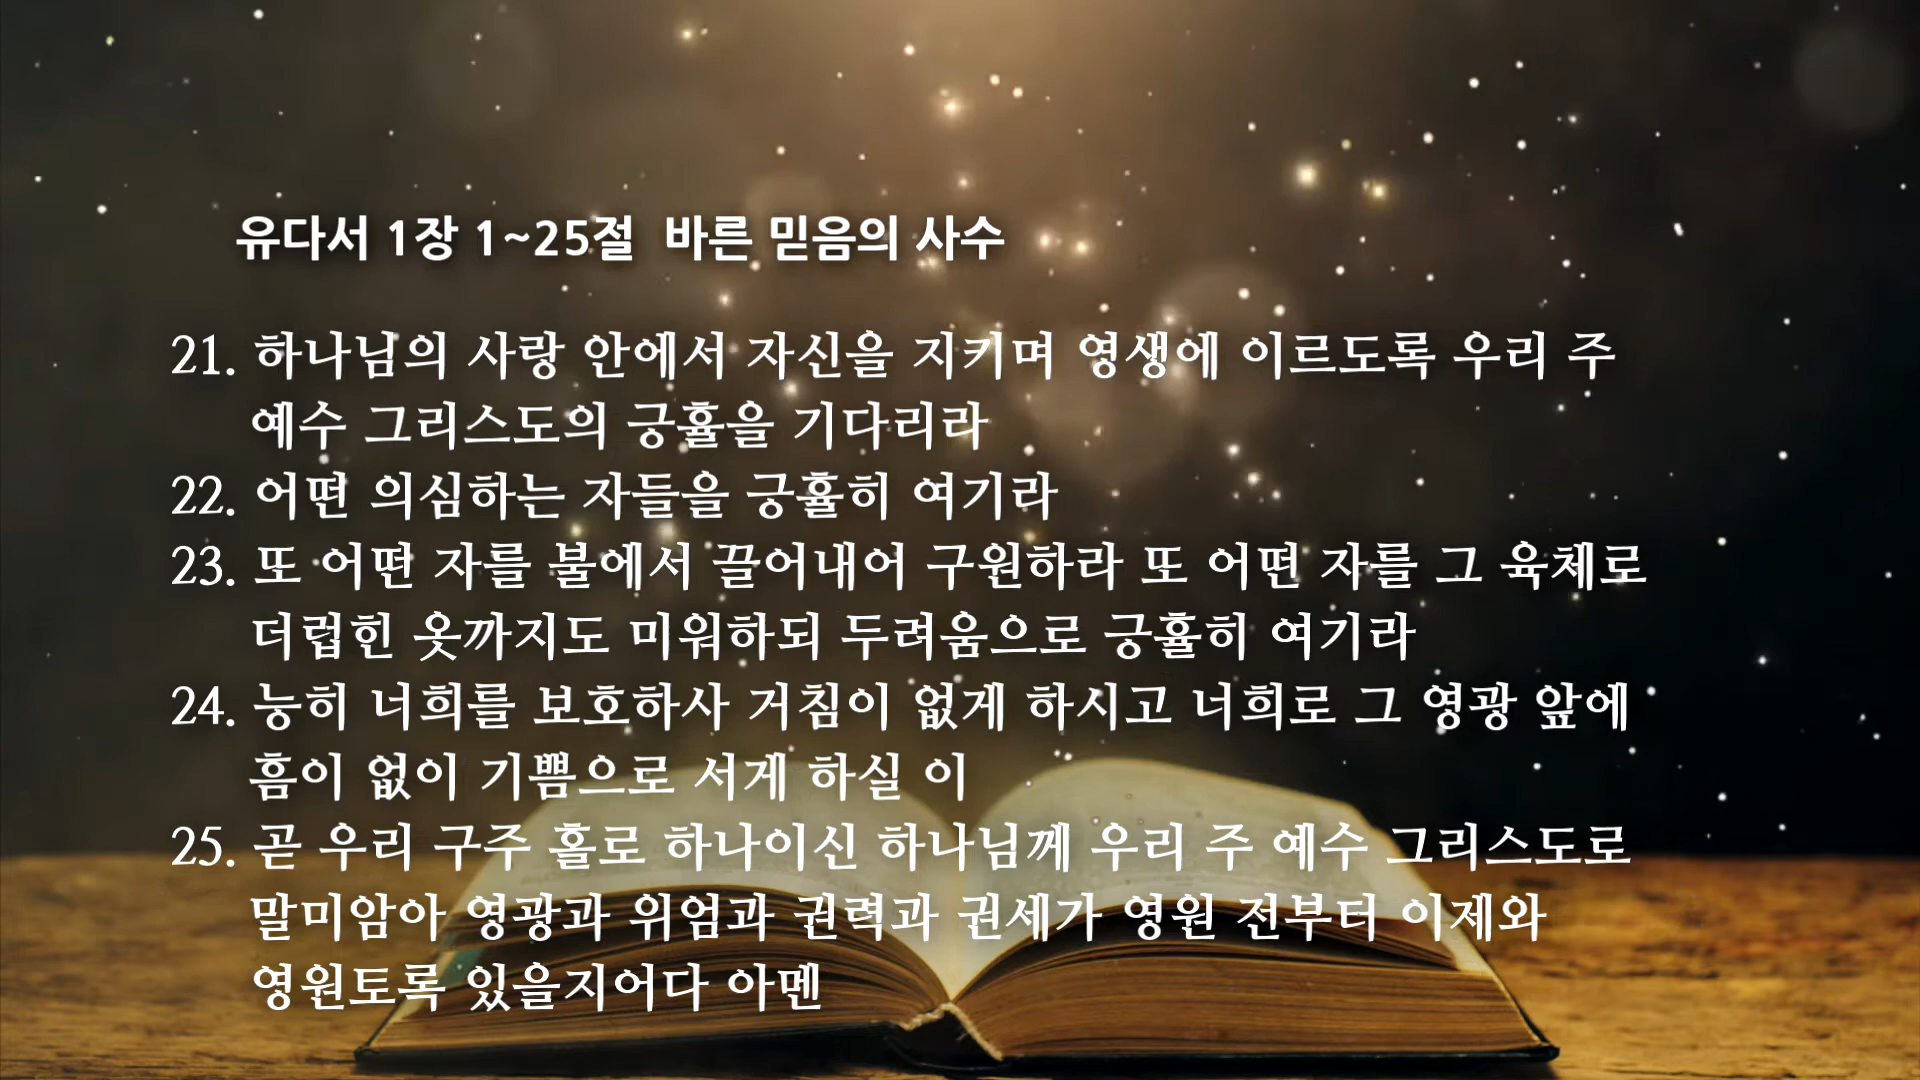 유다서 1장 1~25절  바른 믿음의 사수
21. 하나님의 사랑 안에서 자신을 지키며 영생에 이르도록 우리 주
예수 그리스도의 긍휼을 기다리라
22. 어떤 의심하는 자들을 긍휼히 여기라
23. 또 어떤 자를 불에서 끌어내어 구원하라 또 어떤 자를 그 육체로
더럽힌 옷까지도 미워하되 두려움으로 긍휼히 여기라
24. 능히 너희를 보호하사 거침이 없게 하시고 너희로 그 영광 앞에
흠이 없이 기쁨으로 서게 하실 이
25. 곧 우리 구주 홀로 하나이신 하나님께 우리 주 예수 그리스도로
말미암아 영광과 위엄과 권력과 권세가 영원 전부터 이제와
영원토록 있을지어다 아멘